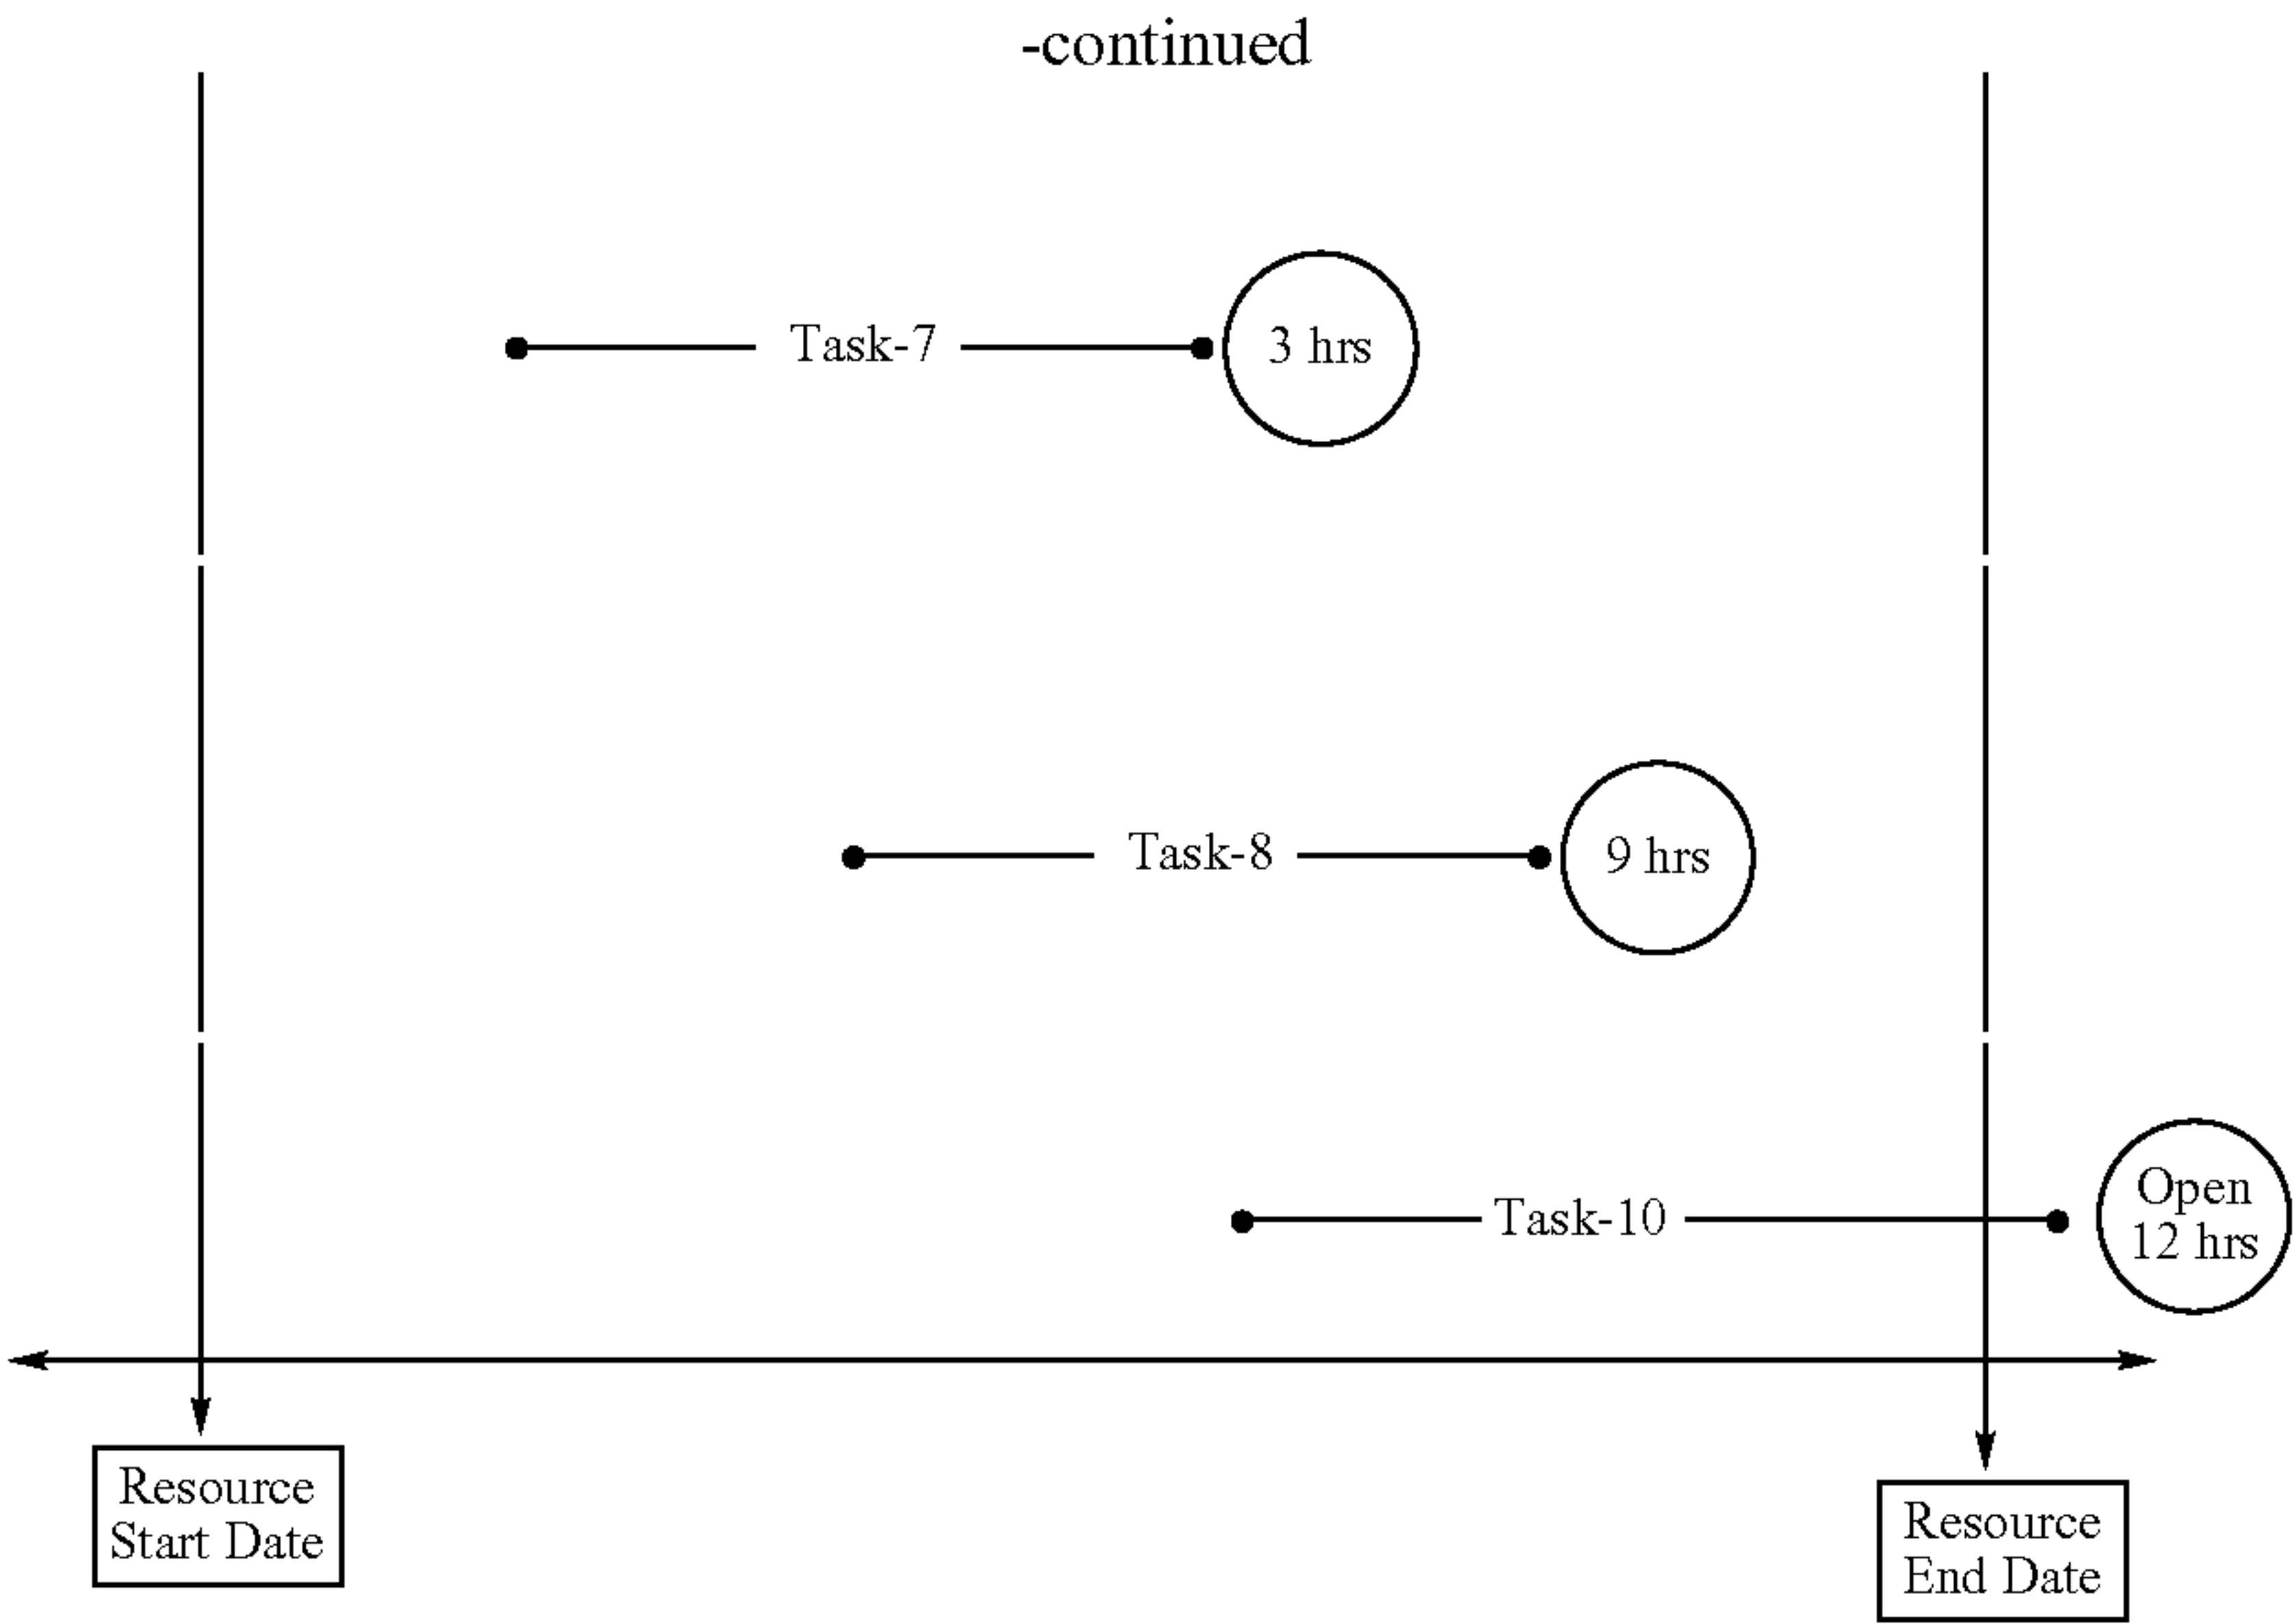 -continued
Task-7
3 hrs
Task-8
9 hrs
Task-10
Open
12 hrs
Resource
Start Date
Resource
End Date